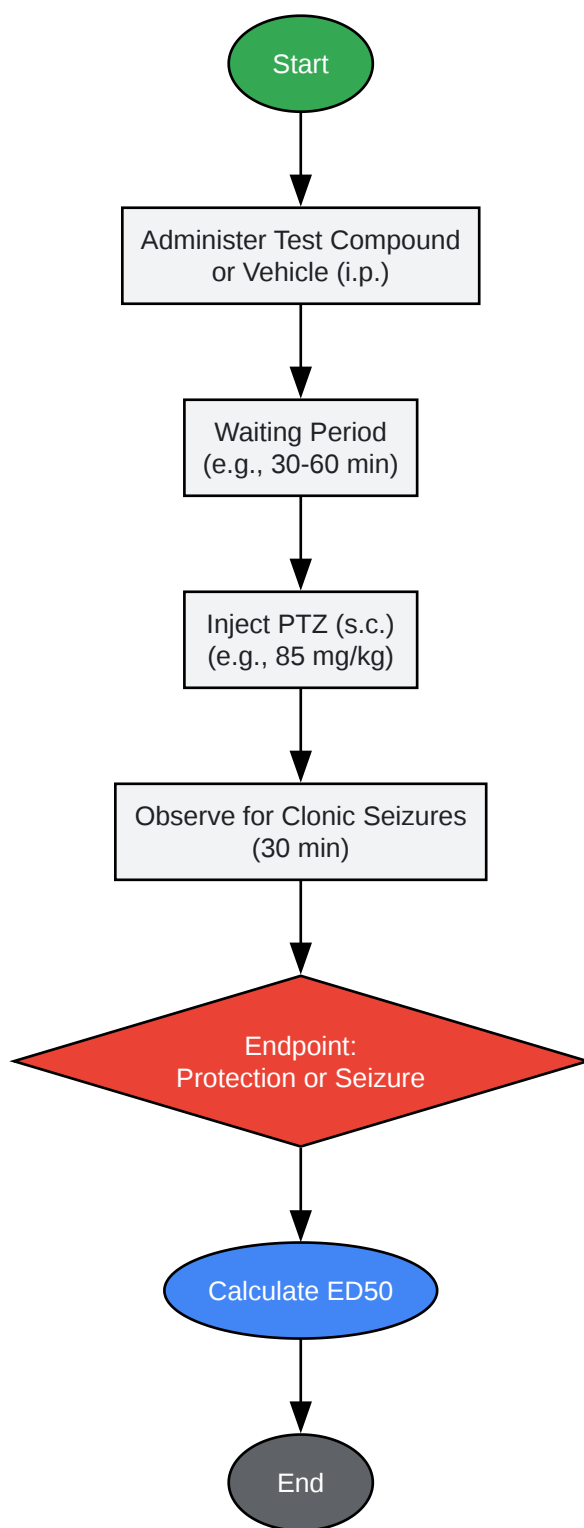 Start
Administer Test Compound
or Vehicle (i.p.)
Waiting Period
(e.g., 30-60 min)
Inject PTZ (s.c.)
(e.g., 85 mg/kg)
Observe for Clonic Seizures
(30 min)
Endpoint:
Protection or Seizure
Calculate ED50
End